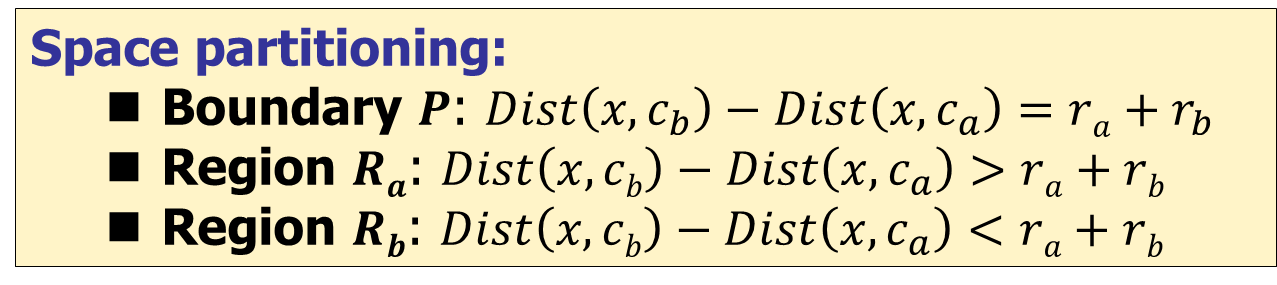 Space partitioning:
■ Boundary P: Dist(x, c_b) − Dist(x, c_a) = r_a + r_b
■ Region R_a: Dist(x, c_b) − Dist(x, c_a) > r_a + r_b
■ Region R_b: Dist(x, c_b) − Dist(x, c_a) < r_a + r_b